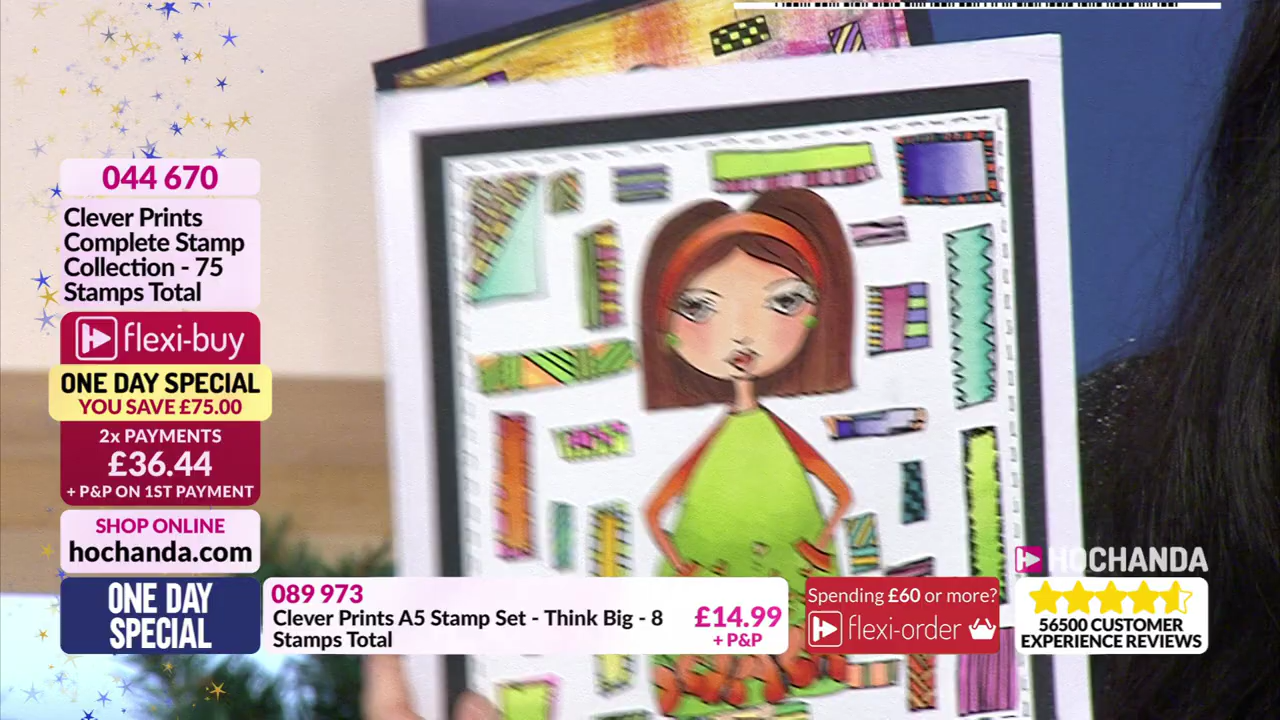 044 670
Clever Prints
Complete Stamp
Collection - 75
Stamps Total
flexi-buy
ONE DAY SPECIAL
YOU SAVE £75.00
2x PAYMENTS
£36.44
+ P&P ON 1ST PAYMENT
SHOP ONLINE
hochanda.com
ONE DAY
SPECIAL
089 973
Clever Prints A5 Stamp Set - Think Big - 8
Stamps Total
£14.99
+ P&P
Spending £60 or more?
flexi-order
HOCHANDA
56500 CUSTOMER
EXPERIENCE REVIEWS